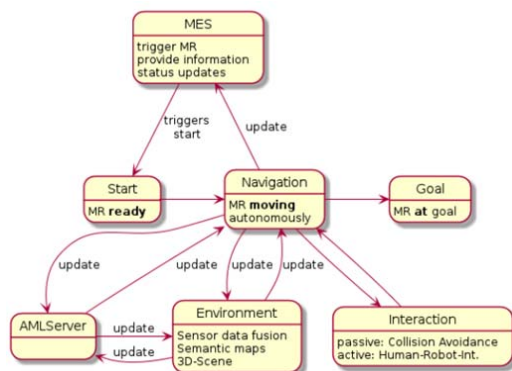 MES
trigger MR
provide information
status updates
triggers
start
update
Start
MR ready
Navigation
MR moving
autonomously
Goal
MR at goal
update
update
update
update
AMLServer
update
update
Environment
Sensor data fusion
Semantic maps
3D-Scene
Interaction
passive: Collision Avoidance
active: Human-Robot-Int.